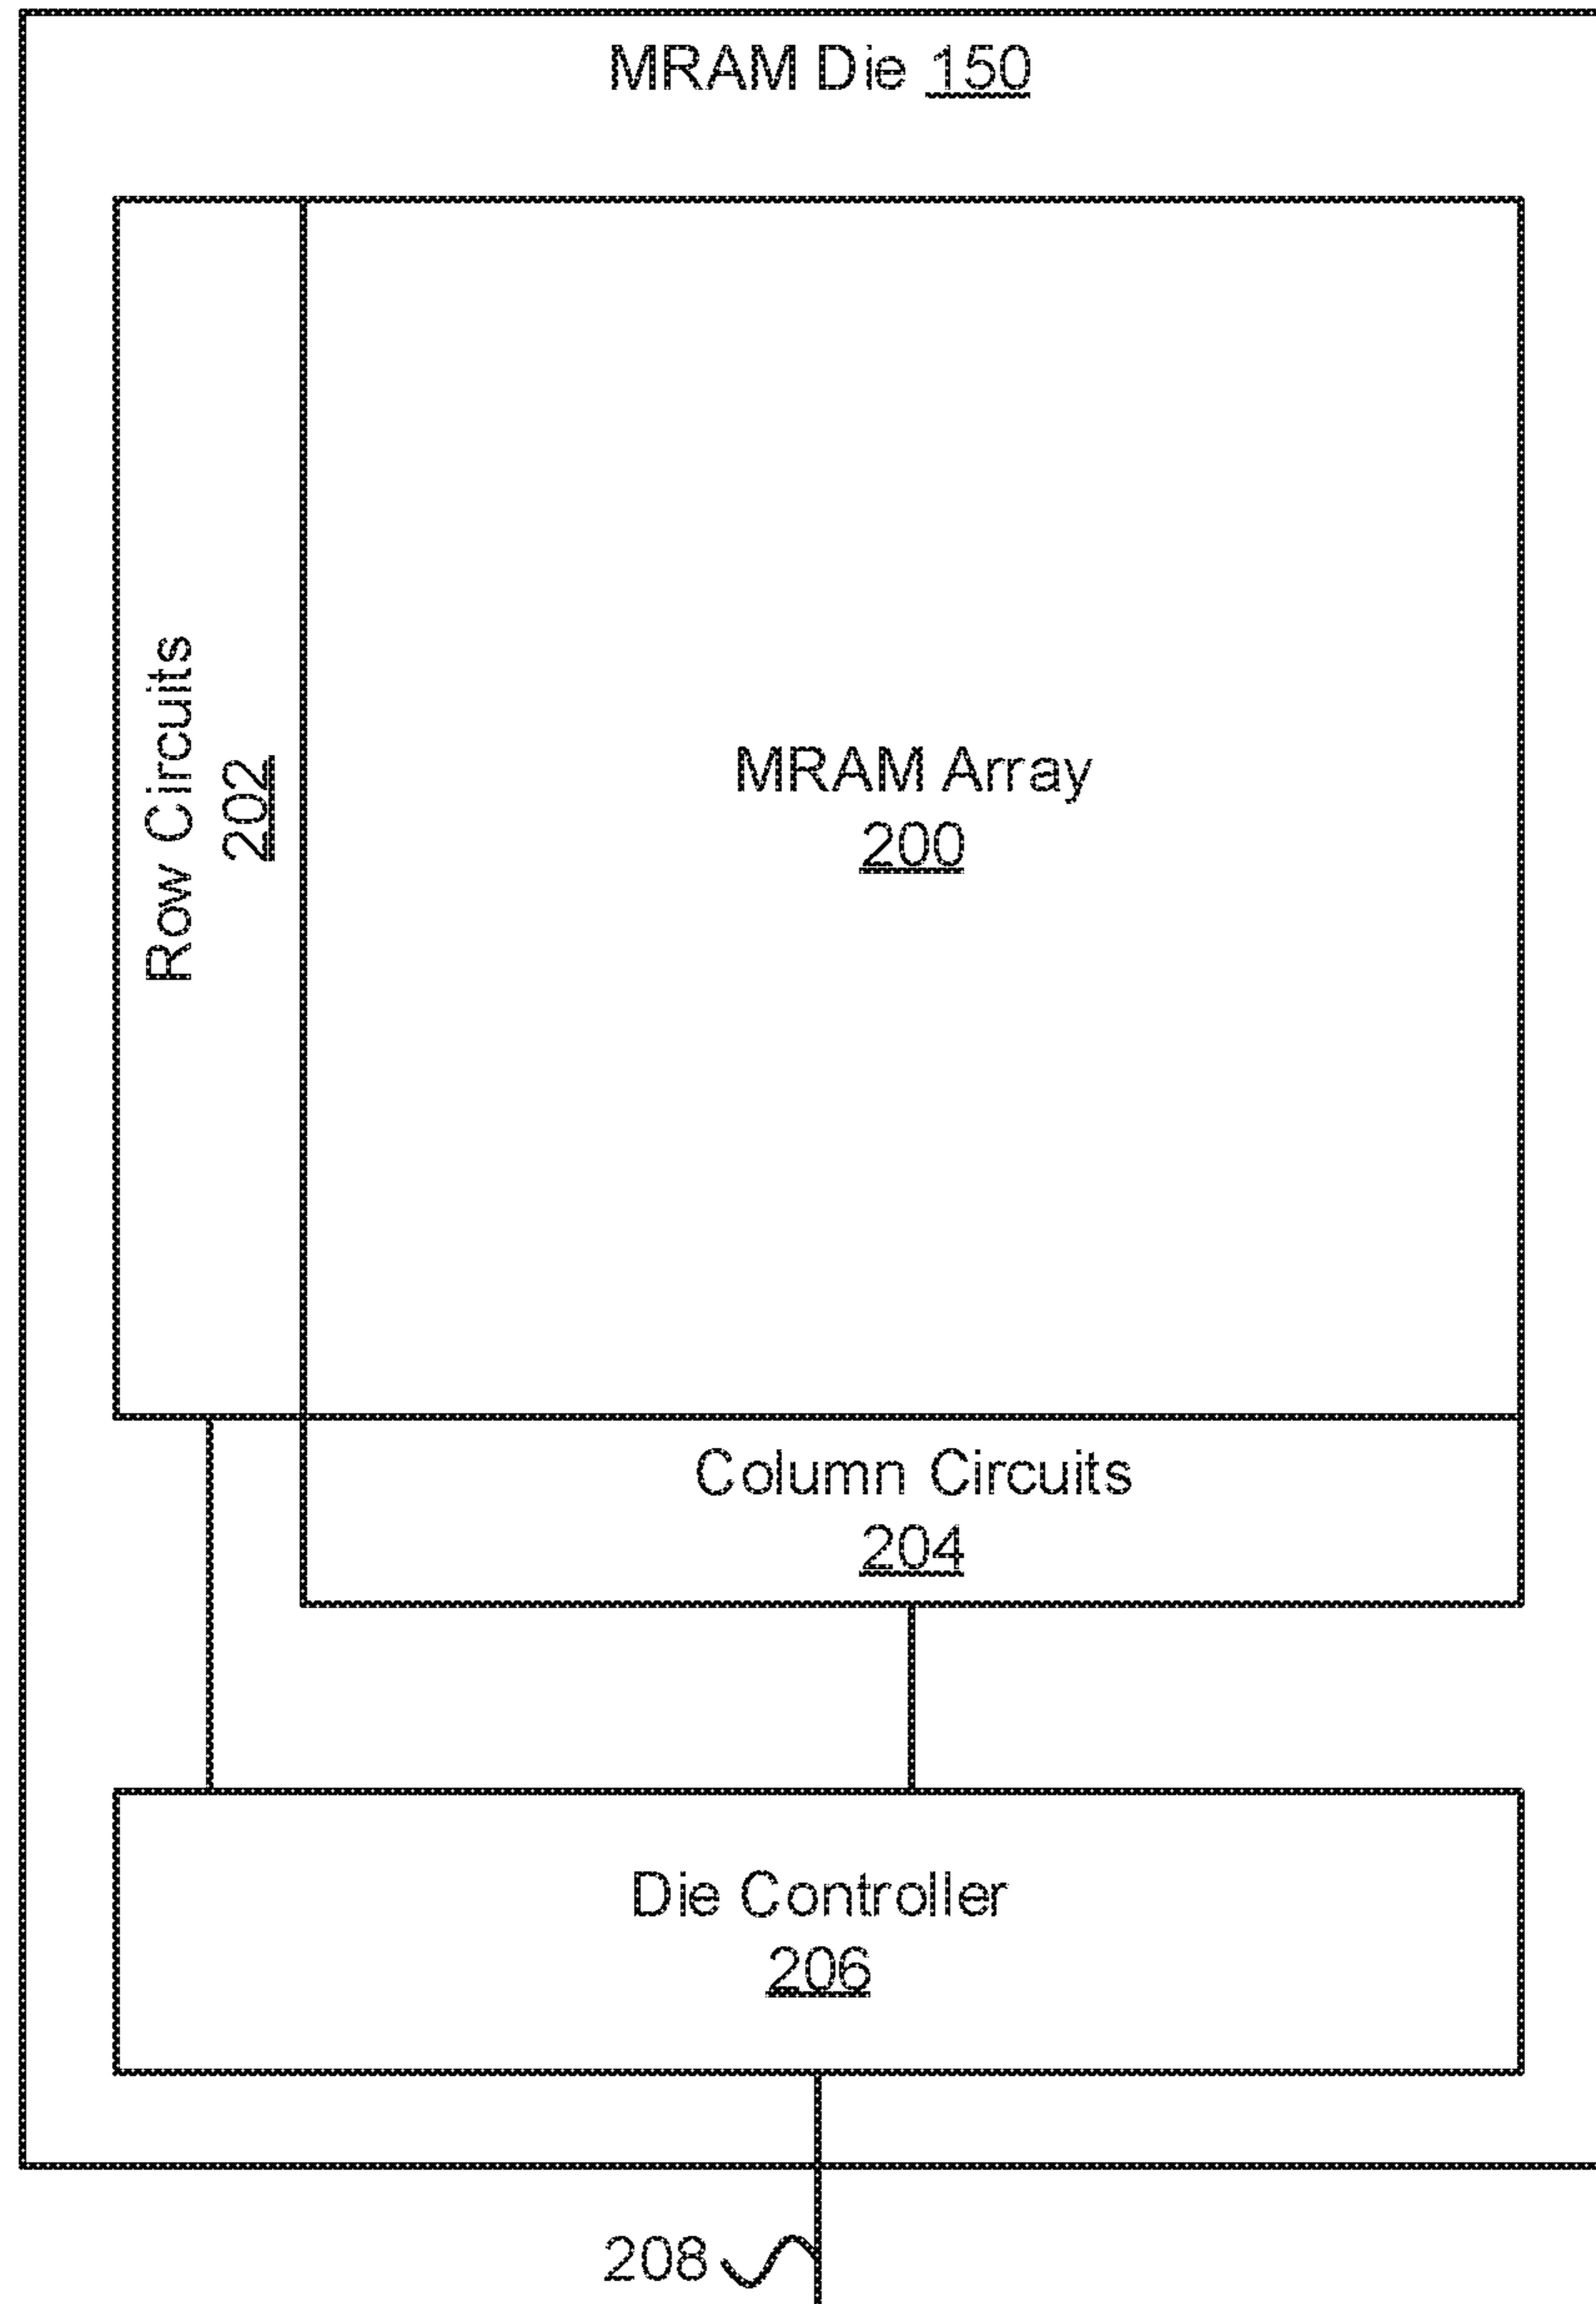 MRAM Die 150
Row Circuits
202
MRAM Array
200
Column Circuits
204
Die Controller
206
208